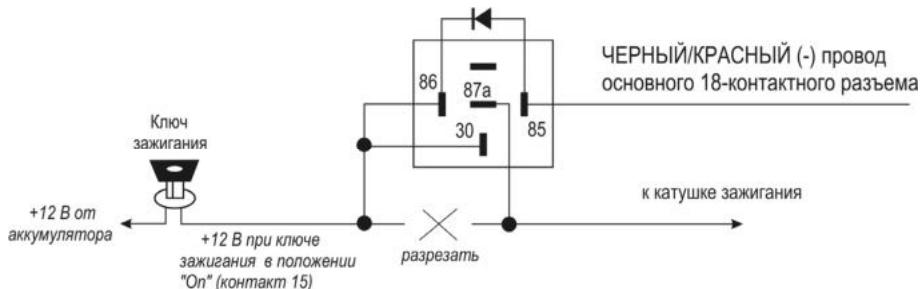 ЧЕРНЫЙ/КРАСНЫЙ (-) провод
основного 18-контактного разъема
86
87а
30
85
Ключ
зажигания
к катушке зажигания
+12 В от
аккумулятора
+12 В при ключе
зажигания в положении
"On" (контакт 15)
разрезать